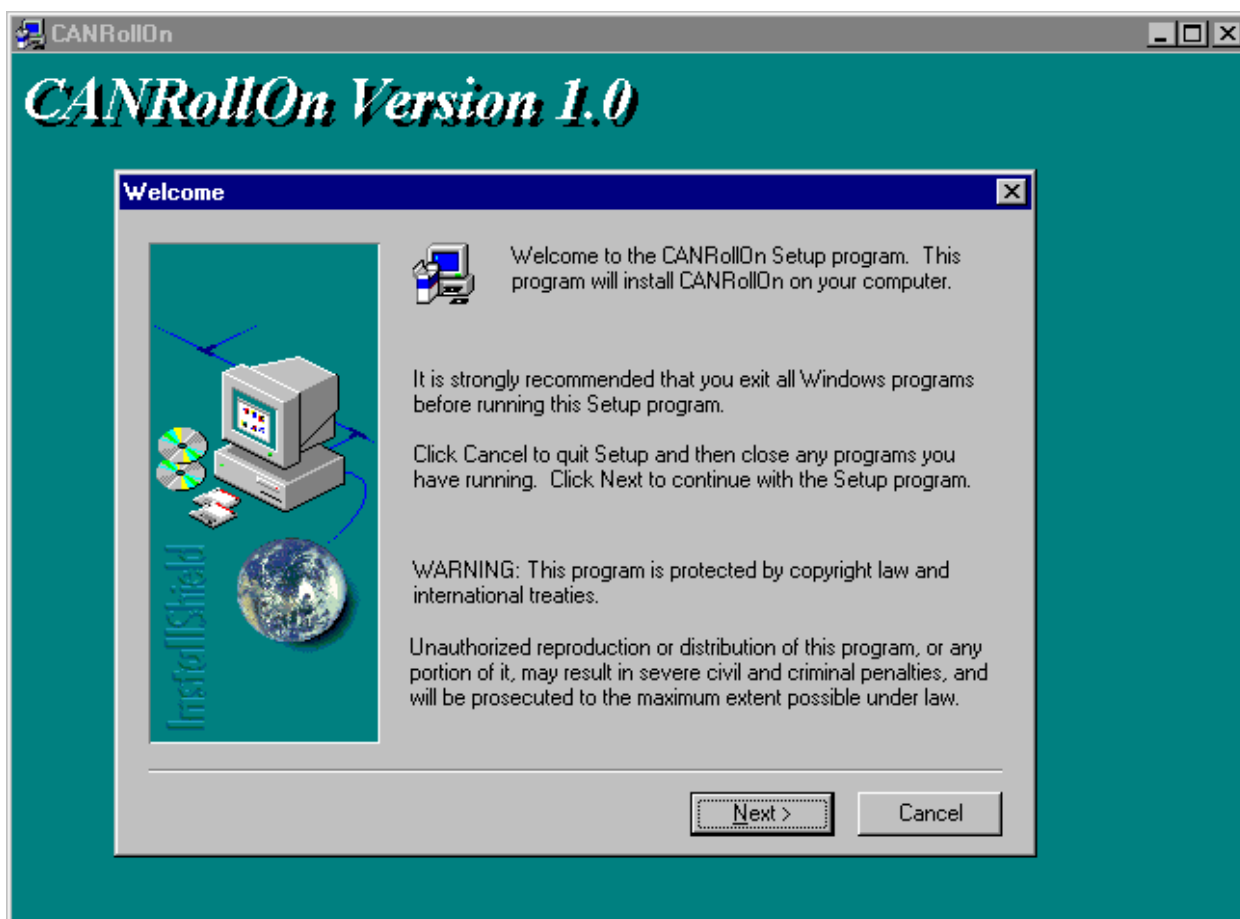 CANRollOn
CANRollOn Version 1.0
Welcome
Welcome to the CANRollOn Setup program. This
program will install CANRollOn on your computer.
It is strongly recommended that you exit all Windows programs
before running this Setup program.
Click Cancel to quit Setup and then close any programs you
have running. Click Next to continue with the Setup program.
WARNING: This program is protected by copyright law and
international treaties.
Unauthorized reproduction or distribution of this program, or any
portion of it, may result in severe civil and criminal penalties, and
will be prosecuted to the maximum extent possible under law.
InstallShield
Next >
Cancel